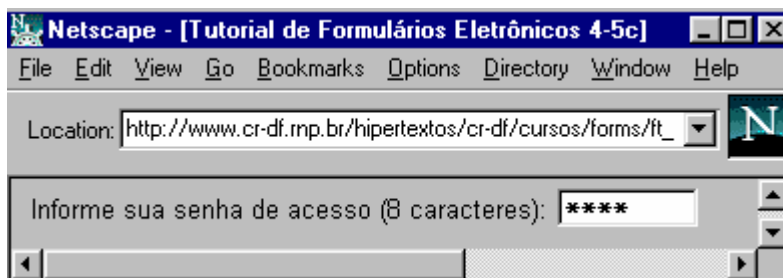 Netscape - [Tutorial de Formulários Eletrônicos 4-5c]
File Edit View Go Bookmarks Options Directory Window Help
Location: http://www.cr-df.rnp.br/hipertextos/cr-df/cursos/forms/ft_
N
Informe sua senha de acesso (8 caracteres): ****